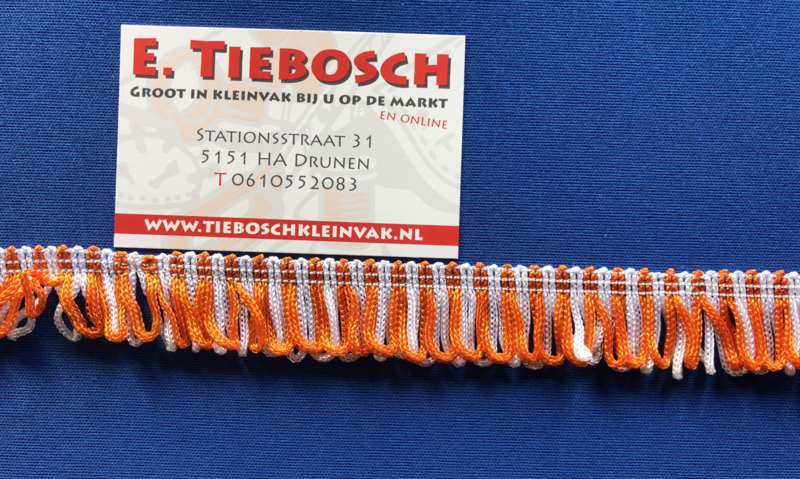 E. TIEBOSCH
GROOT IN KLEINVAK BIJ U OP DE MARKT
EN ONLINE
STATIONSSTRAAT 31
5151 HA DRUNEN
T 0610552083
WWW.TIEBOSCHKLEINVAK.NL